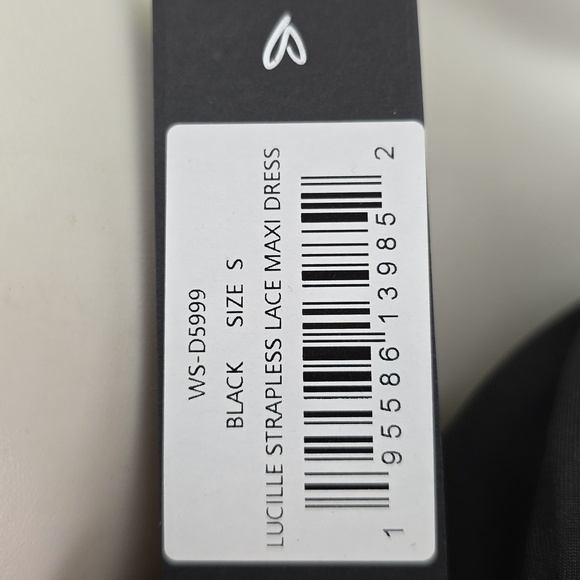 WS-D5999
BLACK SIZE S
LUCILLE STRAPLESS LACE MAXI DRESS
1 95586 13985 2